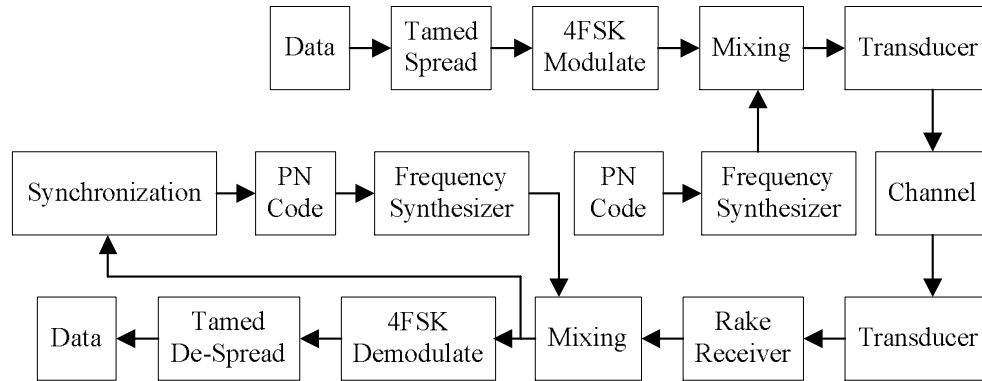 Data
Tamed
Spread
4FSK
Modulate
Mixing
Transducer
Synchronization
PN
Code
Frequency
Synthesizer
PN
Code
Frequency
Synthesizer
Channel
Data
Tamed
De-Spread
4FSK
Demodulate
Mixing
Rake
Receiver
Transducer